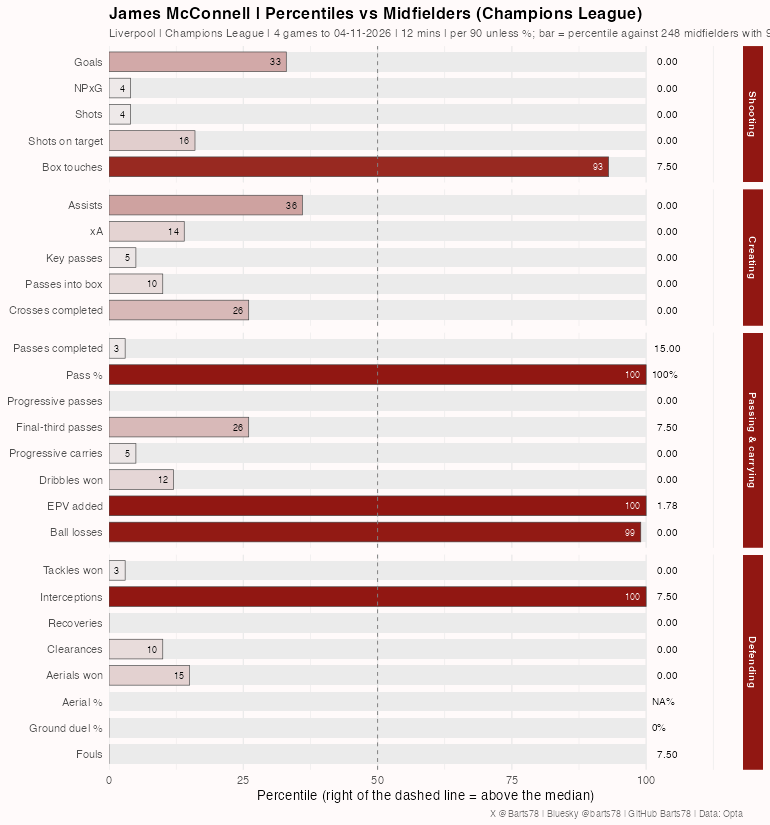 James McConnell | Percentiles vs Midfielders (Champions League)
Liverpool | Champions League | 4 games to 04-11-2026 | 12 mins | per 90 unless %; bar = percentile against 248 midfielders with 9
Goals 33 0.00
NPxG 4 0.00
Shots 4 0.00
Shots on target 16 0.00
Box touches 93 7.50
Shooting
Assists 36 0.00
xA 14 0.00
Key passes 5 0.00
Passes into box 10 0.00
Crosses completed 26 0.00
Creating
Passes completed 3 15.00
Pass % 100 100%
Progressive passes 0.00
Final-third passes 26 7.50
Progressive carries 5 0.00
Dribbles won 12 0.00
EPV added 100 1.78
Ball losses 99 0.00
Passing & carrying
Tackles won 3 0.00
Interceptions 100 7.50
Recoveries 0.00
Clearances 10 0.00
Aerials won 15 0.00
Aerial % NA%
Ground duel % 0%
Fouls 7.50
Defending
0 25 50 75 100
Percentile (right of the dashed line = above the median)
X @Barts78 | Bluesky @barts78 | GitHub Barts78 | Data: Opta